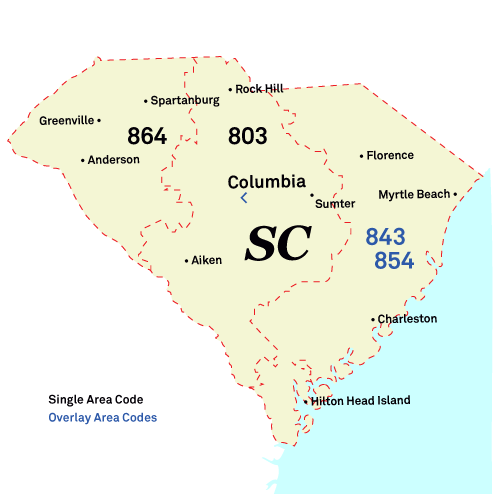 Rock Hill
Spartanburg
Greenville
864
803
Anderson
Florence
Columbia
Myrtle Beach
Sumter
SC
843
854
Aiken
Charleston
Single Area Code
Hilton Head Island
Overlay Area Codes